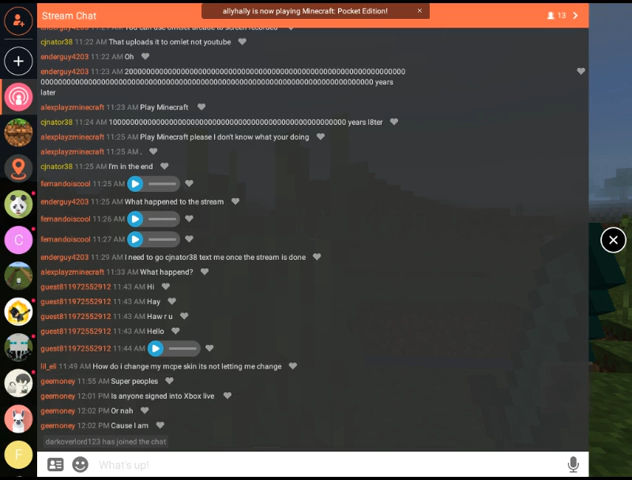 Stream Chat
allyhally is now playing Minecraft: Pocket Edition!
×
13
cjnator38 11:22 AM That uploads it to omlet not youtube
enderguy4203 11:22 AM Oh
enderguy4203 11:23 AM
years
later
alexplayzminecraft 11:23 AM Play Minecraft
cjnator38 11:24 AM years l8ter
alexplayzminecraft 11:25 AM Play Minecraft please I don't know what your doing
alexplayzminecraft 11:25 AM .
cjnator38 11:25 AM I'm in the end
fernandoiscool 11:25 AM
enderguy4203 11:25 AM What happened to the stream
fernandoiscool 11:26 AM
fernandoiscool 11:27 AM
enderguy4203 11:29 AM I need to go cjnator38 text me once the stream is done
alexplayzminecraft 11:33 AM What happend?
guest811972552912 11:43 AM Hi
guest811972552912 11:43 AM Hay
guest811972552912 11:43 AM Haw r u
guest811972552912 11:43 AM Hello
guest811972552912 11:44 AM
lil_eli 11:49 AM How do i change my mcpe skin its not letting me change
geemoney 11:55 AM Super peoples
geemoney 12:01 PM Is anyone signed into Xbox live
geemoney 12:02 PM Or nah
geemoney 12:02 PM Cause I am
darkoverlord123 has joined the chat
What's up!
C
F